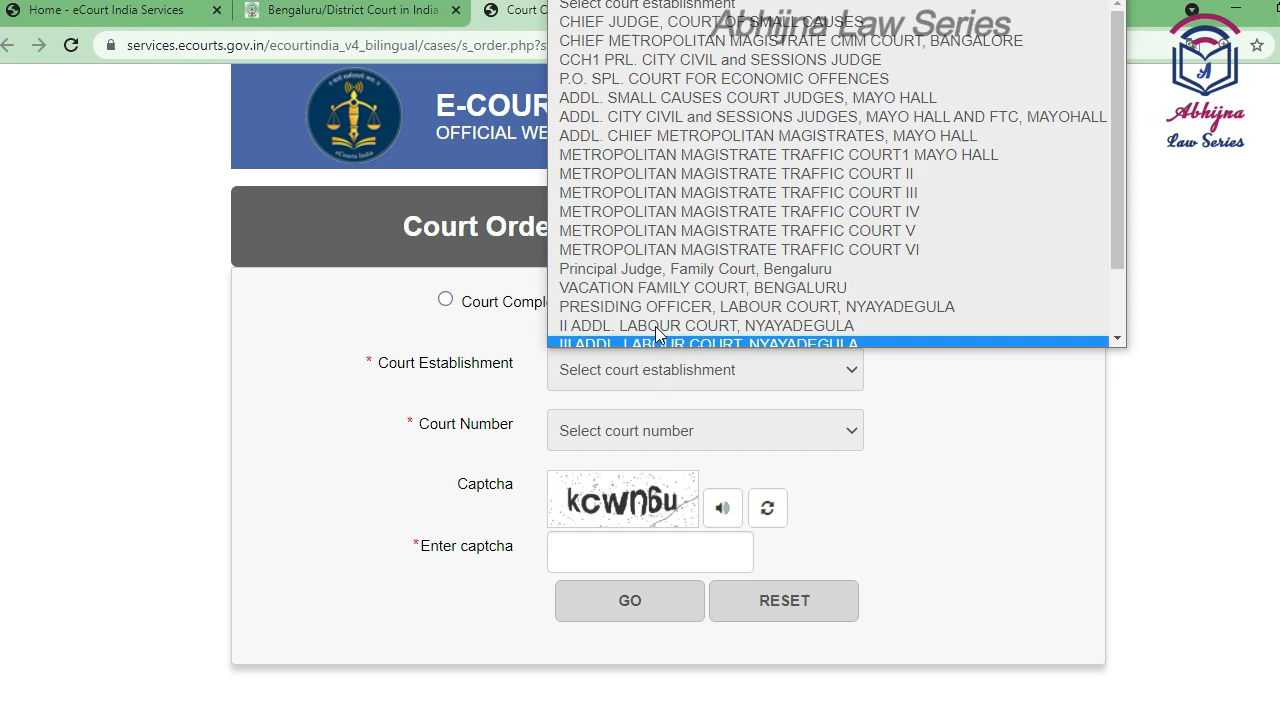 Home - eCourt India Services
Bengaluru/District Court in India
Court O
services.ecourts.gov.in/ecourtindia_v4_bilingual/cases/s_order.php?s
Abhijna Law Series
Abhijna
Law Series
E-COUR
OFFICIAL WE
Court Orde
Court Comple
Select court establishment
CHIEF JUDGE, COURT OF SMALL CAUSES
CHIEF METROPOLITAN MAGISTRATE CMM COURT, BANGALORE
CCH1 PRL. CITY CIVIL and SESSIONS JUDGE
P.O. SPL. COURT FOR ECONOMIC OFFENCES
ADDL. SMALL CAUSES COURT JUDGES, MAYO HALL
ADDL. CITY CIVIL and SESSIONS JUDGES, MAYO HALL AND FTC, MAYOHALL
ADDL. CHIEF METROPOLITAN MAGISTRATES, MAYO HALL
METROPOLITAN MAGISTRATE TRAFFIC COURT1 MAYO HALL
METROPOLITAN MAGISTRATE TRAFFIC COURT II
METROPOLITAN MAGISTRATE TRAFFIC COURT III
METROPOLITAN MAGISTRATE TRAFFIC COURT IV
METROPOLITAN MAGISTRATE TRAFFIC COURT V
METROPOLITAN MAGISTRATE TRAFFIC COURT VI
Principal Judge, Family Court, Bengaluru
VACATION FAMILY COURT, BENGALURU
PRESIDING OFFICER, LABOUR COURT, NYAYADEGULA
II ADDL. LABOUR COURT, NYAYADEGULA
III ADDL. LABOUR COURT, NYAYADEGULA
* Court Establishment Select court establishment
* Court Number Select court number
Captcha kcwn6u
*Enter captcha
GO RESET